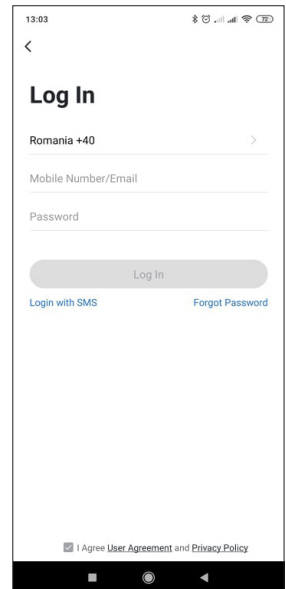 13:03
72
Log In
Romania +40
Mobile Number/Email
Password
Log In
Login with SMS Forgot Password
I Agree User Agreement and Privacy Policy